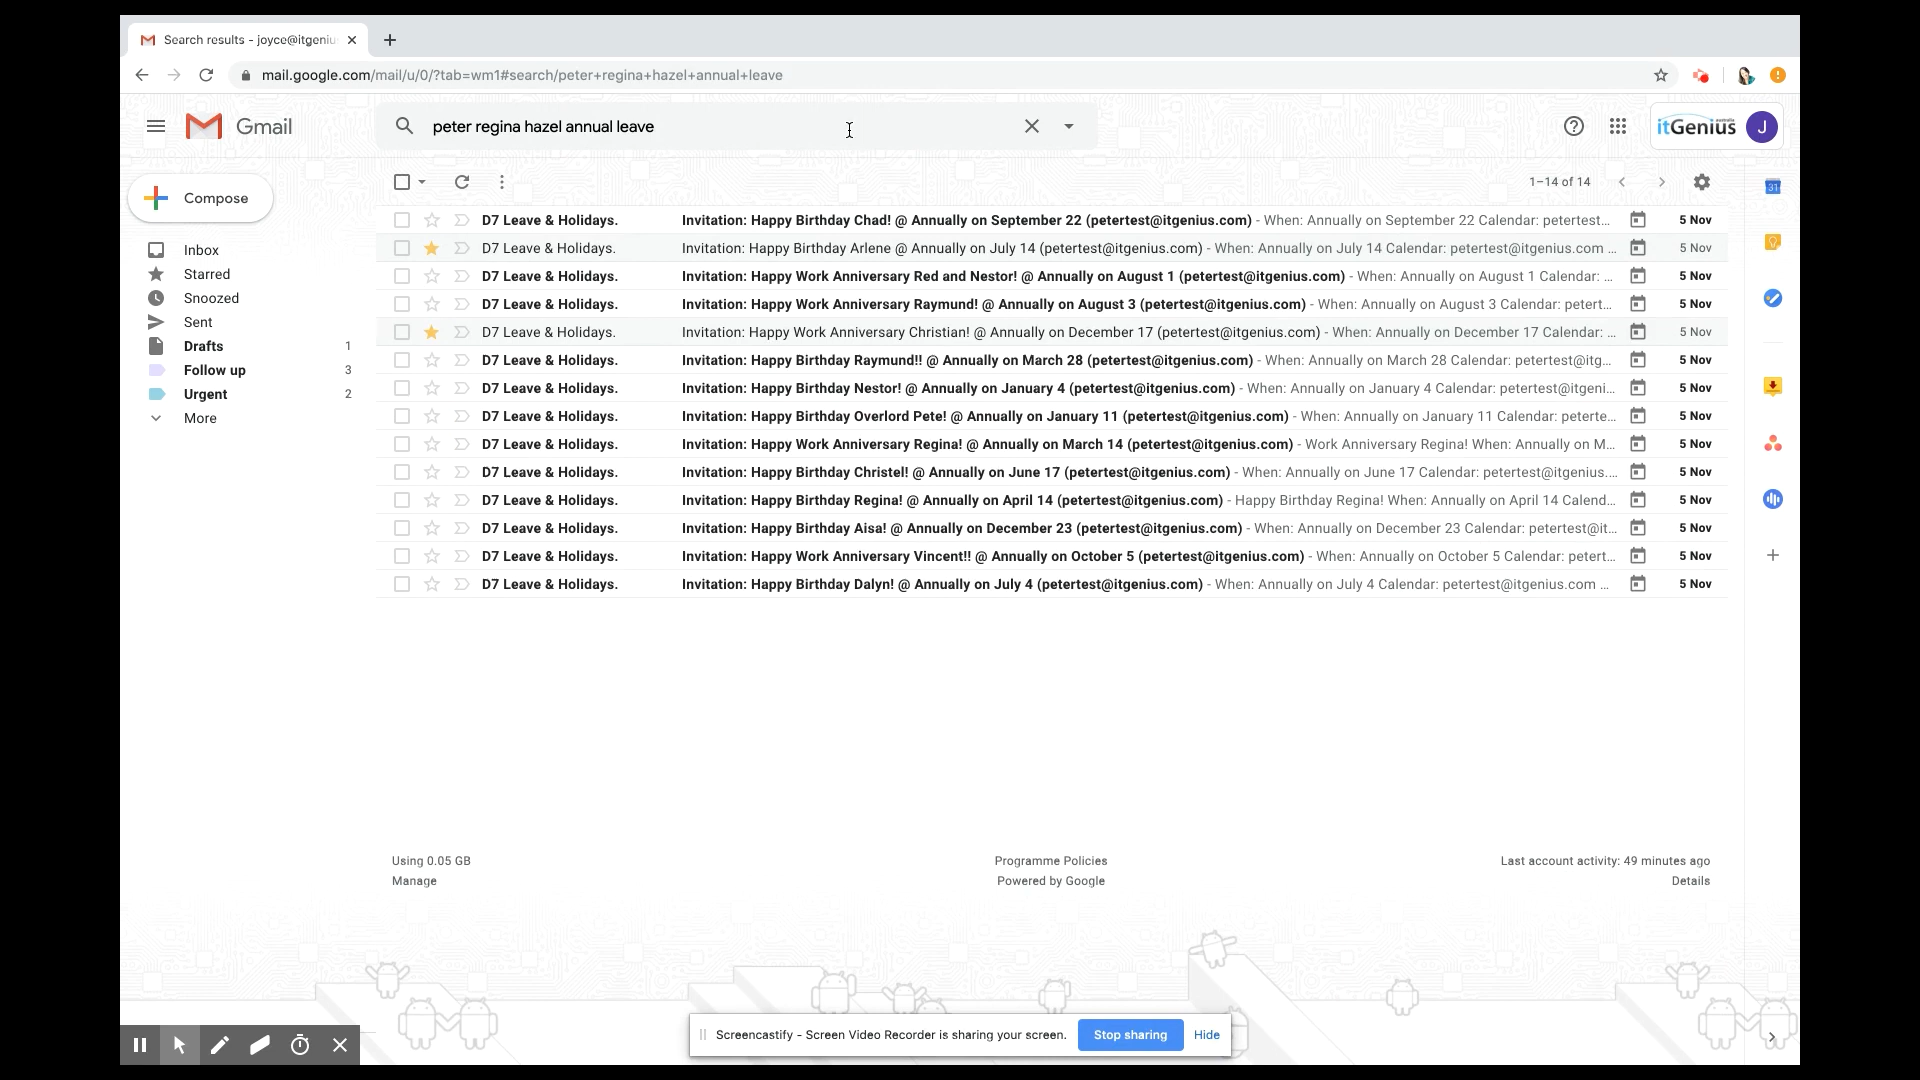 Search results - joyce@itgeniu
mail.google.com/mail/u/0/?tab=wm1#search/peter+regina+hazel+annual+leave
Gmail
peter regina hazel annual leave
itGenius australia
J
Compose
1–14 of 14
Inbox
Starred
Snoozed
Sent
Drafts 1
Follow up 3
Urgent 2
More
D7 Leave & Holidays. Invitation: Happy Birthday Chad! @ Annually on September 22 (petertest@itgenius.com) - When: Annually on September 22 Calendar: petertest... 5 Nov
D7 Leave & Holidays. Invitation: Happy Birthday Arlene @ Annually on July 14 (petertest@itgenius.com) - When: Annually on July 14 Calendar: petertest@itgenius.com ... 5 Nov
D7 Leave & Holidays. Invitation: Happy Work Anniversary Red and Nestor! @ Annually on August 1 (petertest@itgenius.com) - When: Annually on August 1 Calendar: ... 5 Nov
D7 Leave & Holidays. Invitation: Happy Work Anniversary Raymund! @ Annually on August 3 (petertest@itgenius.com) - When: Annually on August 3 Calendar: petert... 5 Nov
D7 Leave & Holidays. Invitation: Happy Work Anniversary Christian! @ Annually on December 17 (petertest@itgenius.com) - When: Annually on December 17 Calendar: ... 5 Nov
D7 Leave & Holidays. Invitation: Happy Birthday Raymund!! @ Annually on March 28 (petertest@itgenius.com) - When: Annually on March 28 Calendar: petertest@itg... 5 Nov
D7 Leave & Holidays. Invitation: Happy Birthday Nestor! @ Annually on January 4 (petertest@itgenius.com) - When: Annually on January 4 Calendar: petertest@itgeni... 5 Nov
D7 Leave & Holidays. Invitation: Happy Birthday Overlord Pete! @ Annually on January 11 (petertest@itgenius.com) - When: Annually on January 11 Calendar: peterte... 5 Nov
D7 Leave & Holidays. Invitation: Happy Work Anniversary Regina! @ Annually on March 14 (petertest@itgenius.com) - Work Anniversary Regina! When: Annually on M... 5 Nov
D7 Leave & Holidays. Invitation: Happy Birthday Christel! @ Annually on June 17 (petertest@itgenius.com) - When: Annually on June 17 Calendar: petertest@itgenius.... 5 Nov
D7 Leave & Holidays. Invitation: Happy Birthday Regina! @ Annually on April 14 (petertest@itgenius.com) - Happy Birthday Regina! When: Annually on April 14 Calend... 5 Nov
D7 Leave & Holidays. Invitation: Happy Birthday Aisa! @ Annually on December 23 (petertest@itgenius.com) - When: Annually on December 23 Calendar: petertest@it... 5 Nov
D7 Leave & Holidays. Invitation: Happy Work Anniversary Vincent!! @ Annually on October 5 (petertest@itgenius.com) - When: Annually on October 5 Calendar: petert... 5 Nov
D7 Leave & Holidays. Invitation: Happy Birthday Dalyn! @ Annually on July 4 (petertest@itgenius.com) - When: Annually on July 4 Calendar: petertest@itgenius.com ... 5 Nov
31
Using 0.05 GB
Manage
Programme Policies
Powered by Google
Last account activity: 49 minutes ago
Details
Screencastify - Screen Video Recorder is sharing your screen.
Stop sharing
Hide